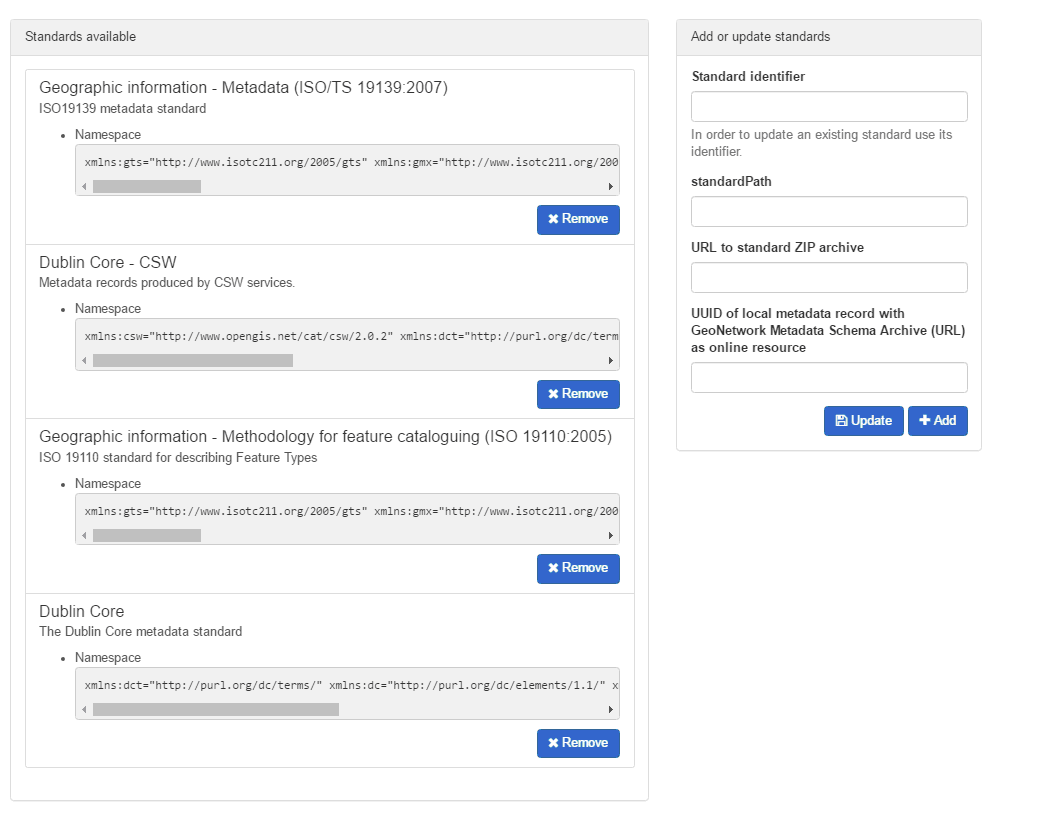 Standards available
Geographic information - Metadata (ISO/TS 19139:2007)
ISO19139 metadata standard
Namespace
xmlns:gts="http://www.isotc211.org/2005/gts" xmlns:gmx="http://www.isotc211.org/200
Remove
Dublin Core - CSW
Metadata records produced by CSW services.
Namespace
xmlns:csw="http://www.opengis.net/cat/csw/2.0.2" xmlns:dct="http://purl.org/dc/term
Remove
Geographic information - Methodology for feature cataloguing (ISO 19110:2005)
ISO 19110 standard for describing Feature Types
Namespace
xmlns:gts="http://www.isotc211.org/2005/gts" xmlns:gmx="http://www.isotc211.org/200
Remove
Dublin Core
The Dublin Core metadata standard
Namespace
xmlns:dct="http://purl.org/dc/terms/" xmlns:dc="http://purl.org/dc/elements/1.1/" x
Remove
Add or update standards
Standard identifier
In order to update an existing standard use its
identifier.
standardPath
URL to standard ZIP archive
UUID of local metadata record with
GeoNetwork Metadata Schema Archive (URL)
as online resource
Update
Add